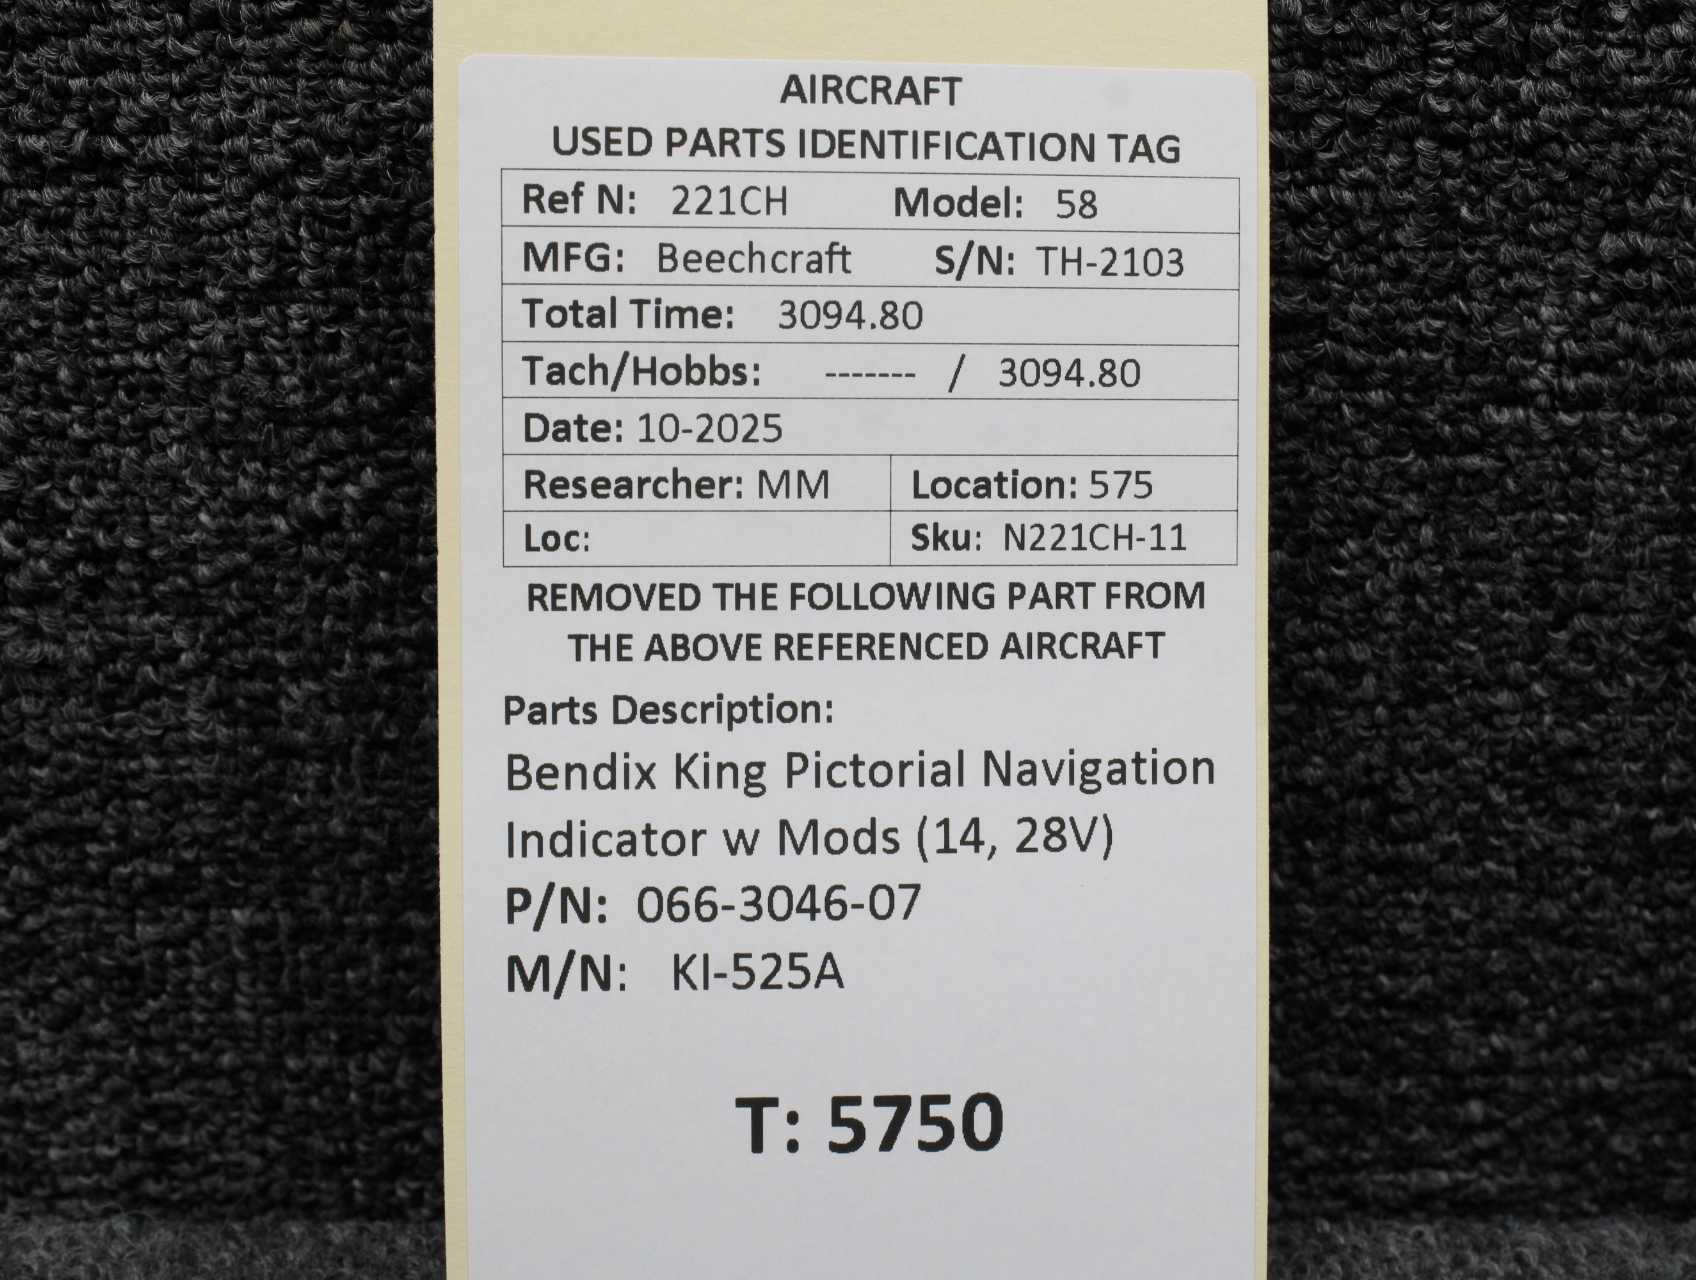 AIRCRAFT
USED PARTS IDENTIFICATION TAG
Ref N: 221CH Model: 58
MFG: Beechcraft S/N: TH-2103
Total Time: 3094.80
Tach/Hobbs: ------- / 3094.80
Date: 10-2025
Researcher: MM Location: 575
Loc: Sku: N221CH-11
REMOVED THE FOLLOWING PART FROM
THE ABOVE REFERENCED AIRCRAFT
Parts Description:
Bendix King Pictorial Navigation
Indicator w Mods (14, 28V)
P/N: 066-3046-07
M/N: KI-525A
T: 5750